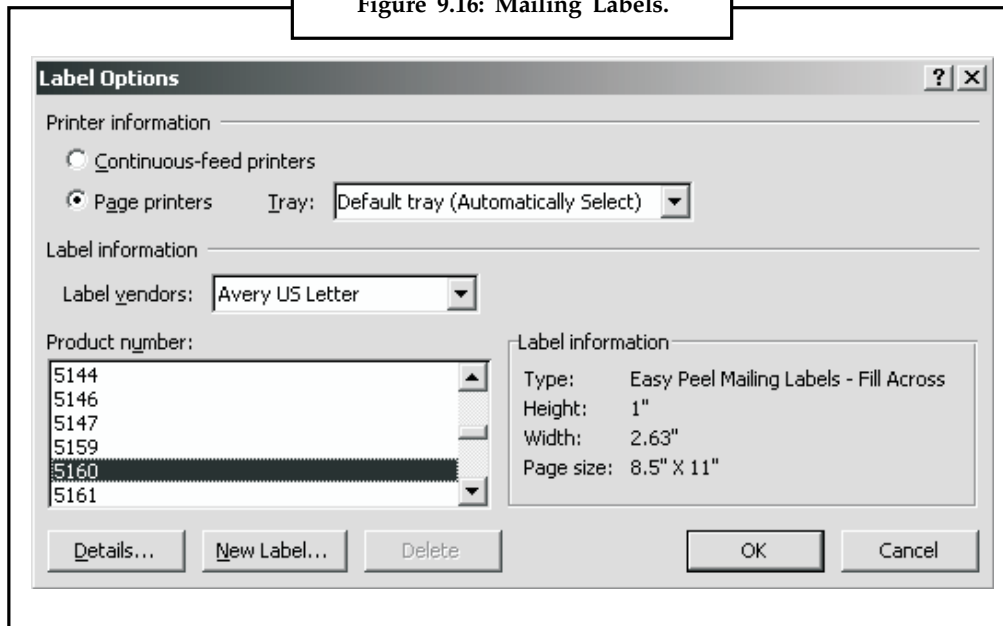 Figure 9.16: Mailing Labels.
Label Options
Printer information
Continuous-feed printers
Page printers Tray: Default tray (Automatically Select)
Label information
Label vendors: Avery US Letter
Product number:
5144
5146
5147
5159
5160
5161
Label information
Type: Easy Peel Mailing Labels - Fill Across
Height: 1"
Width: 2.63"
Page size: 8.5" X 11"
Details... New Label... Delete OK Cancel